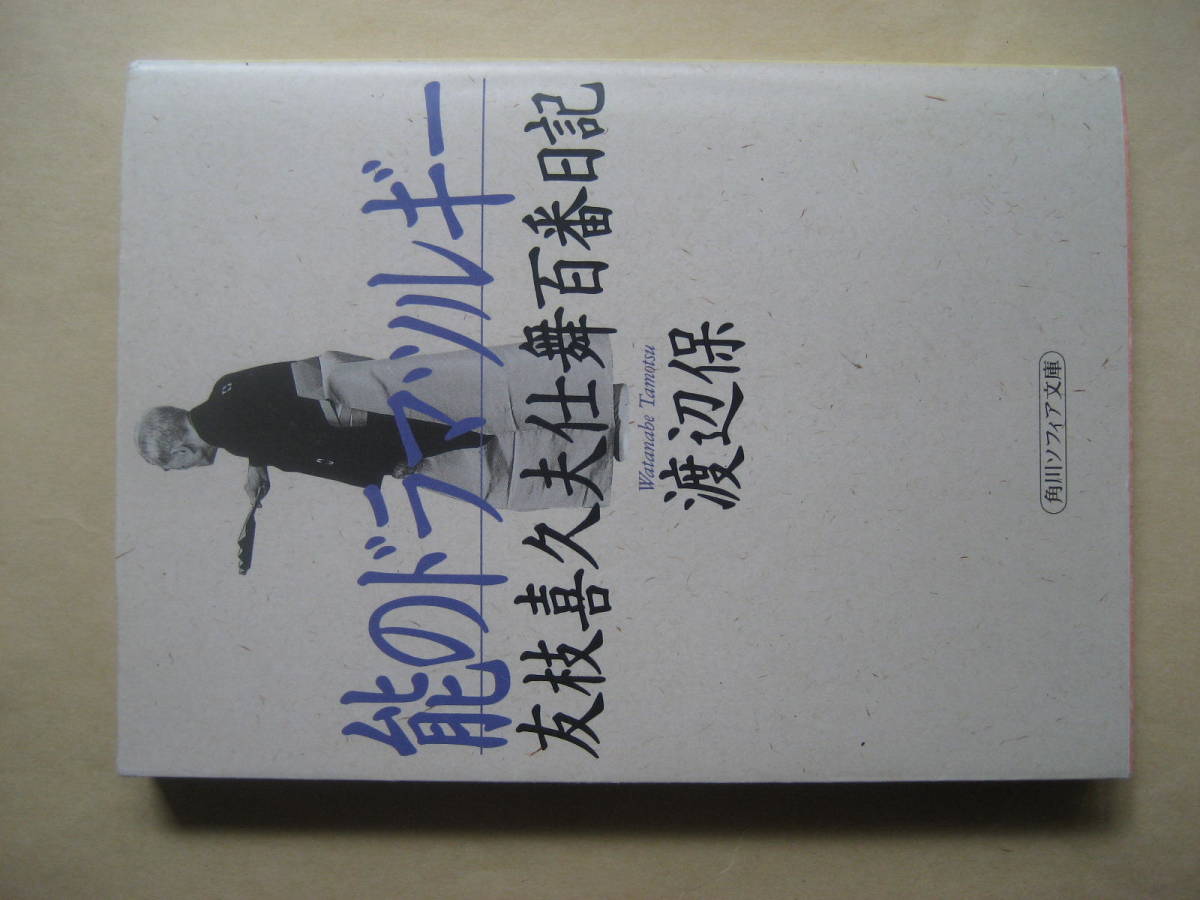 能のドラマツルギー
友枝喜久夫仕舞百番日記
Watanabe Tamotsu
渡辺保
角川ソフィア文庫